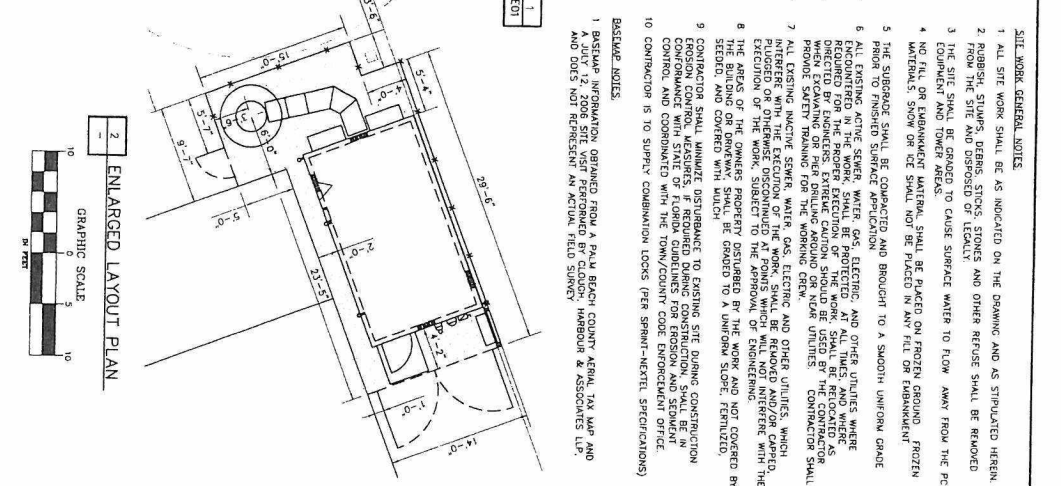 SITE WORK GENERAL NOTES:
1 ALL SITE WORK SHALL BE AS INDICATED ON THE DRAWING AND AS STIPULATED HEREIN.
2. RUBBISH, STUMPS, DEBRIS, STICKS, STONES AND OTHER REFUSE SHALL BE REMOVED
FROM THE SITE AND DISPOSED OF LEGALLY.
3 THE SITE SHALL BE GRADED TO CAUSE SURFACE WATER TO FLOW AWAY FROM THE PC
EQUIPMENT AND TOWER AREAS.
4 NO FILL OR EMBANKMENT MATERIAL SHALL BE PLACED ON FROZEN GROUND FROZEN
MATERIALS, SNOW OR ICE SHALL NOT BE PLACED IN ANY FILL OR EMBANKMENT.
5 THE SUBGRADE SHALL BE COMPACTED AND BROUGHT TO A SMOOTH UNIFORM GRADE
PRIOR TO FINISHED SURFACE APPLICATION
6 ALL EXISTING ACTIVE SEWER, WATER, GAS, ELECTRIC, AND OTHER UTILITIES WHERE
ENCOUNTERED IN THE WORK, SHALL BE PROTECTED AT ALL TIMES, AND WHERE
REQUIRED FOR THE PROPER EXECUTION OF THE WORK, SHALL BE RELOCATED AS
DIRECTED BY ENGINEERS. EXTREME CAUTION SHOULD BE USED BY THE CONTRACTOR
WHEN EXCAVATING OR PIER DRILLING AROUND OR NEAR UTILITIES. CONTRACTOR SHALL
PROVIDE SAFETY TRAINING FOR THE WORKING CREW.
7 ALL EXISTING INACTIVE SEWER, WATER, GAS, ELECTRIC AND OTHER UTILITIES, WHICH
INTERFERE WITH THE EXECUTION OF THE WORK, SHALL BE REMOVED AND/OR CAPPED,
PLUGGED OR OTHERWISE DISCONTINUED AT POINTS WHICH WILL NOT INTERFERE WITH THE
EXECUTION OF THE WORK, SUBJECT TO THE APPROVAL OF ENGINEERING.
8 THE AREAS OF THE OWNERS PROPERTY DISTURBED BY THE WORK AND NOT COVERED BY
THE BUILDING OR DRIVEWAY, SHALL BE GRADED TO A UNIFORM SLOPE, FERTILIZED,
SEEDED, AND COVERED WITH MULCH
9 CONTRACTOR SHALL MINIMIZE DISTURBANCE TO EXISTING SITE DURING CONSTRUCTION
EROSION CONTROL MEASURES, IF REQUIRED DURING CONSTRUCTION, SHALL BE IN
CONFORMANCE WITH STATE OF FLORIDA GUIDELINES FOR EROSION AND SEDIMENT
CONTROL AND COORDINATED WITH THE TOWN/COUNTY CODE ENFORCEMENT OFFICE.
10 CONTRACTOR IS TO SUPPLY COMBINATION LOCKS (PER SPRINT-NEXTEL SPECIFICATIONS)
BASEMAP NOTES.
1 BASEMAP INFORMATION OBTAINED FROM A PALM BEACH COUNTY AERIAL TAX MAP AND
A JULY 12, 2006 SITE VISIT PERFORMED BY CLOUGH, HARBOUR & ASSOCIATES LLP,
AND DOES NOT REPRESENT AN ACTUAL FIELD SURVEY
1
E01
3'-6"
5'-4"
4'-0"
15'-0"
29'-6"
3'-6"
6'-0"
5'-7"
9'-7"
5'-0"
2'-0"
23'-5"
4'-2"
1'-0"
14'-0"
2
-
ENLARGED LAYOUT PLAN
10 0 5 10
GRAPHIC SCALE
IN FEET